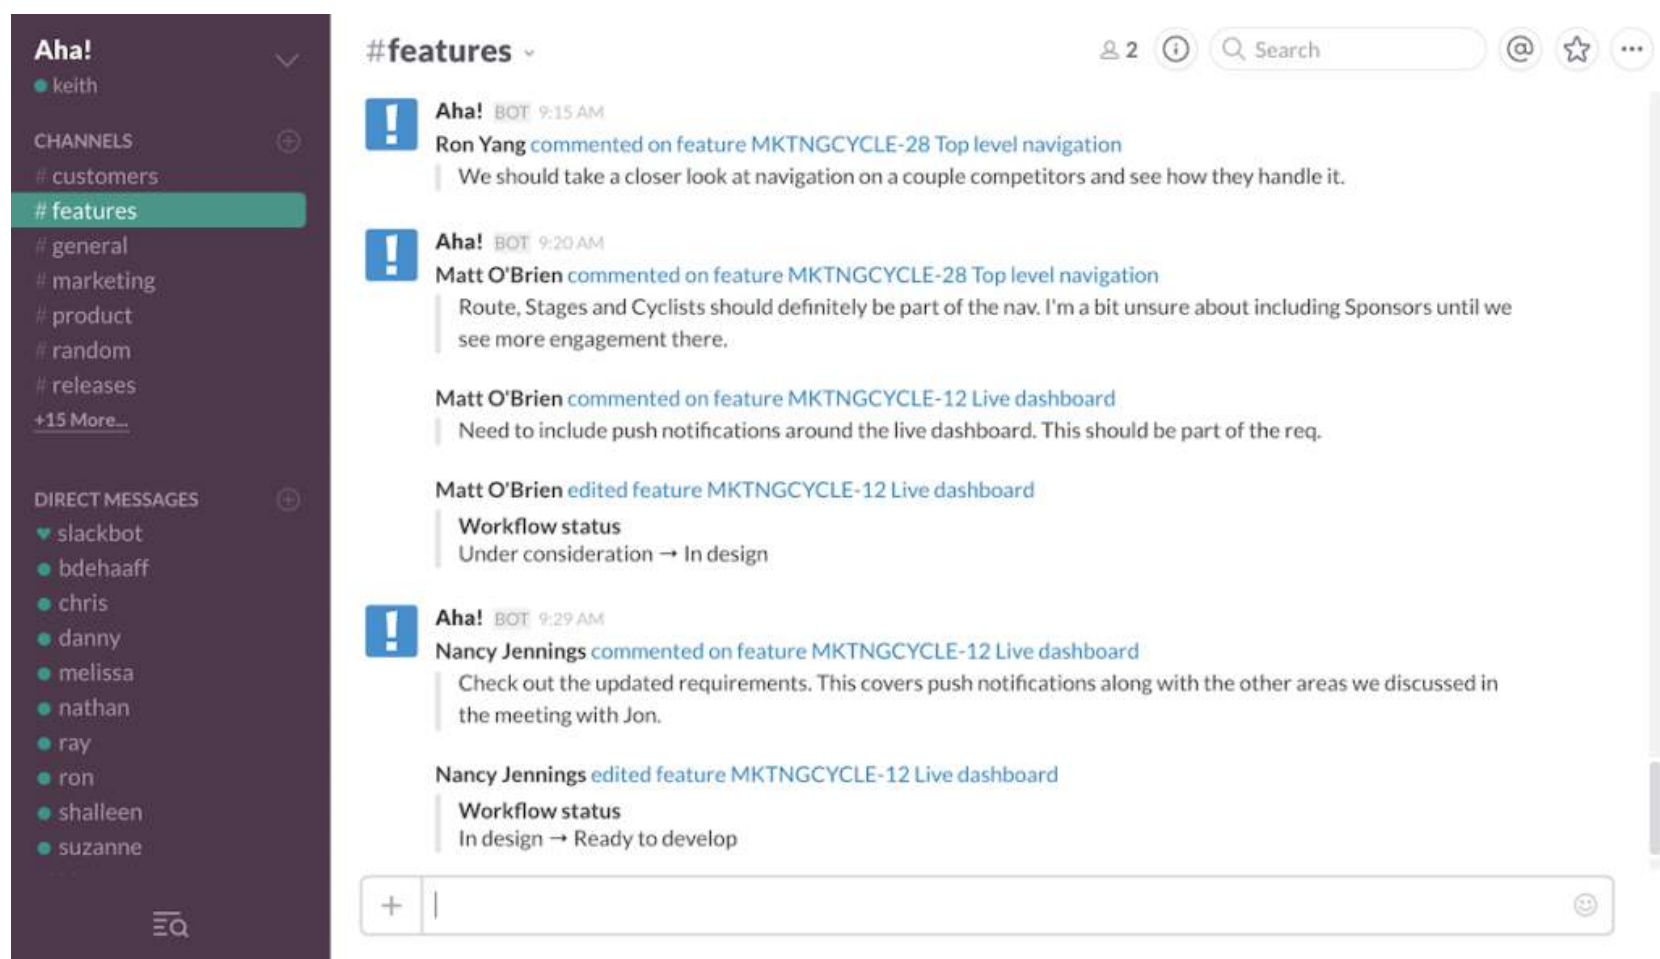 Aha!
keith
CHANNELS
# customers
# features
# general
# marketing
# product
# random
# releases
+15 More...
DIRECT MESSAGES
slackbot
bdehaaff
chris
danny
melissa
nathan
ray
ron
shalleen
suzanne
#features
2
Search
Aha! BOT 9:15 AM
Ron Yang commented on feature MKTNGCYCLE-28 Top level navigation
We should take a closer look at navigation on a couple competitors and see how they handle it.
Aha! BOT 9:20 AM
Matt O'Brien commented on feature MKTNGCYCLE-28 Top level navigation
Route, Stages and Cyclists should definitely be part of the nav. I'm a bit unsure about including Sponsors until we
see more engagement there.
Matt O'Brien commented on feature MKTNGCYCLE-12 Live dashboard
Need to include push notifications around the live dashboard. This should be part of the req.
Matt O'Brien edited feature MKTNGCYCLE-12 Live dashboard
Workflow status
Under consideration → In design
Aha! BOT 9:29 AM
Nancy Jennings commented on feature MKTNGCYCLE-12 Live dashboard
Check out the updated requirements. This covers push notifications along with the other areas we discussed in
the meeting with Jon.
Nancy Jennings edited feature MKTNGCYCLE-12 Live dashboard
Workflow status
In design → Ready to develop